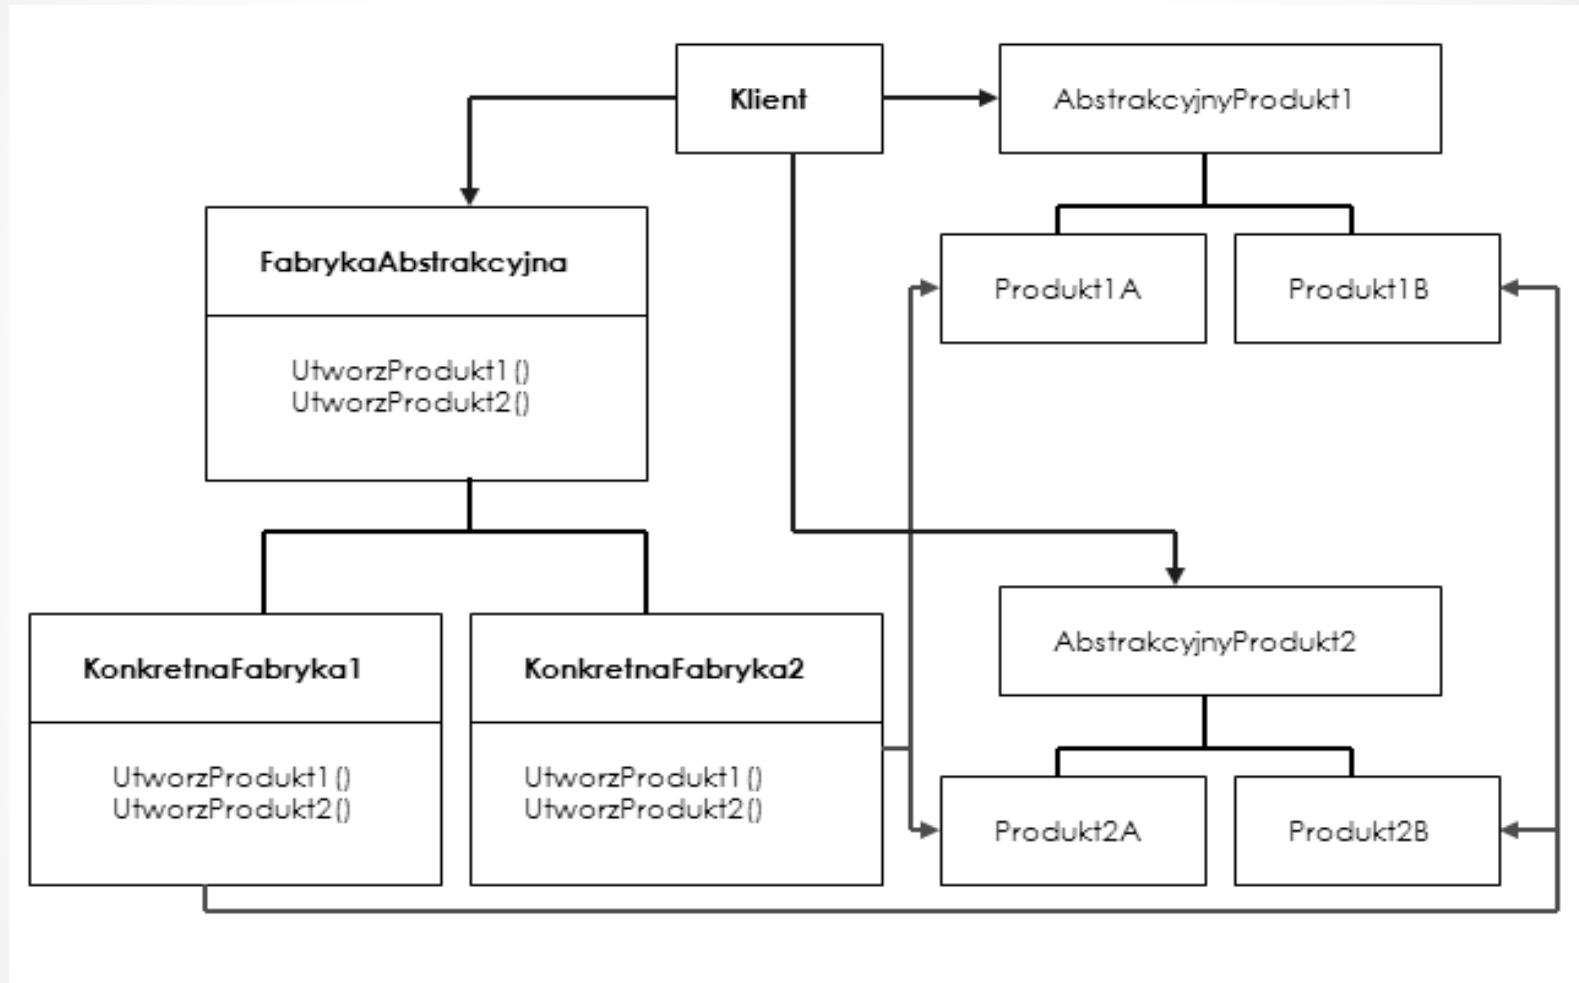 Klient
AbstrakcyjnyProdukt1
FabrykaAbstrakcyjna
UtworzProdukt1()
UtworzProdukt2()
Produkt1A
Produkt1B
KonkretnaFabryka1
UtworzProdukt1()
UtworzProdukt2()
KonkretnaFabryka2
UtworzProdukt1()
UtworzProdukt2()
AbstrakcyjnyProdukt2
Produkt2A
Produkt2B